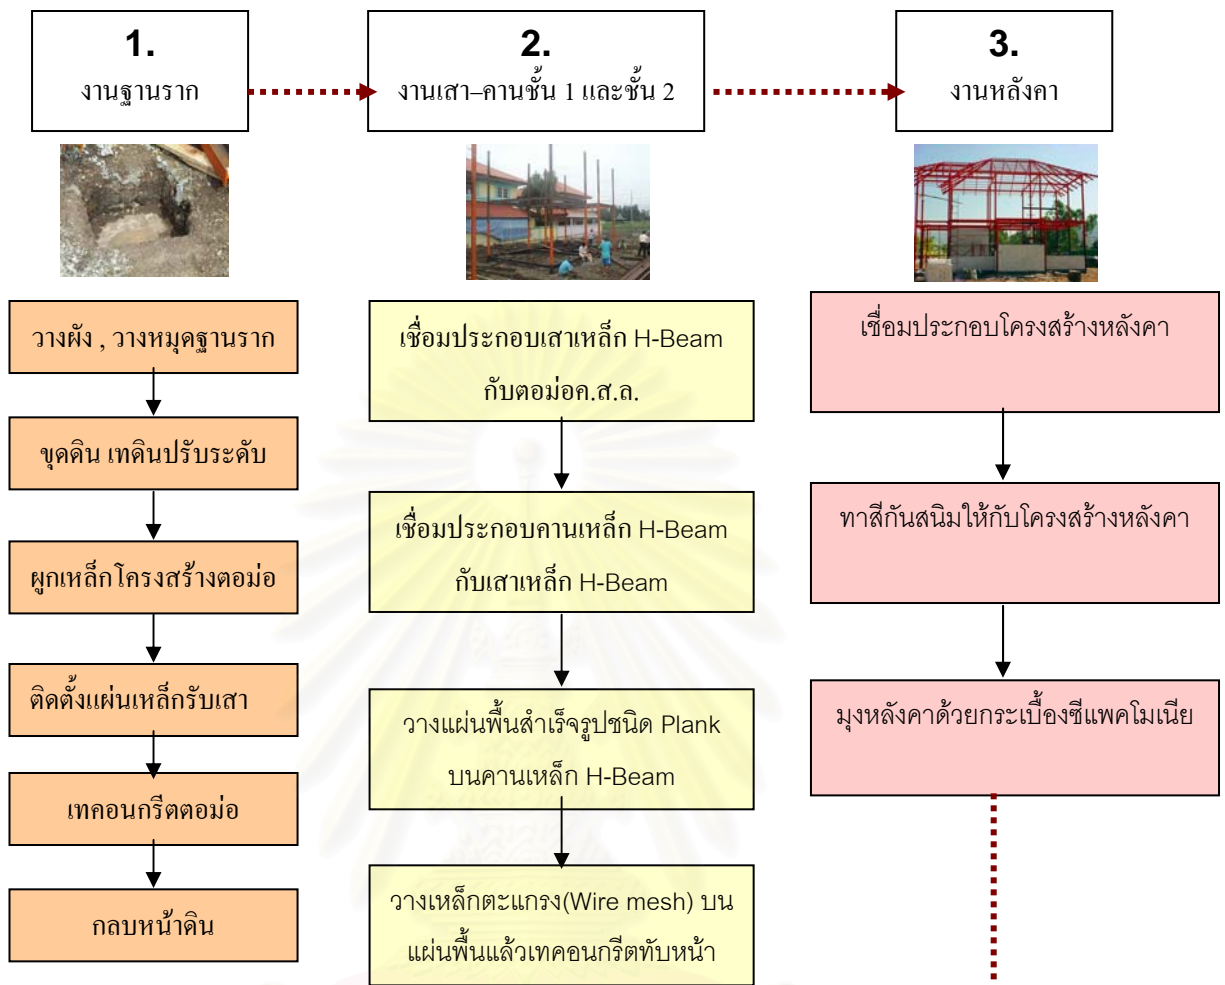 1.
งานฐานราก
2.
งานเสา–คานชั้น 1 และชั้น 2
3.
งานหลังคา
วางผัง , วางหมุดฐานราก
ขุดดิน เทดินปรับระดับ
ผูกเหล็กโครงสร้างตอม่อ
ติดตั้งแผ่นเหล็กรับเสา
เทคอนกรีตตอม่อ
กลบหน้าดิน
เชื่อมประกอบเสาเหล็ก H-Beam
กับตอม่อค.ส.ล.
เชื่อมประกอบคานเหล็ก H-Beam
กับเสาเหล็ก H-Beam
วางแผ่นพื้นสำเร็จรูปชนิด Plank
บนคานเหล็ก H-Beam
วางเหล็กตะแกรง(Wire mesh) บน
แผ่นพื้นแล้วเทคอนกรีตทับหน้า
เชื่อมประกอบโครงสร้างหลังคา
ทาสีกันสนิมให้กับโครงสร้างหลังคา
มุงหลังคาด้วยกระเบื้องซีแพคโมเนีย